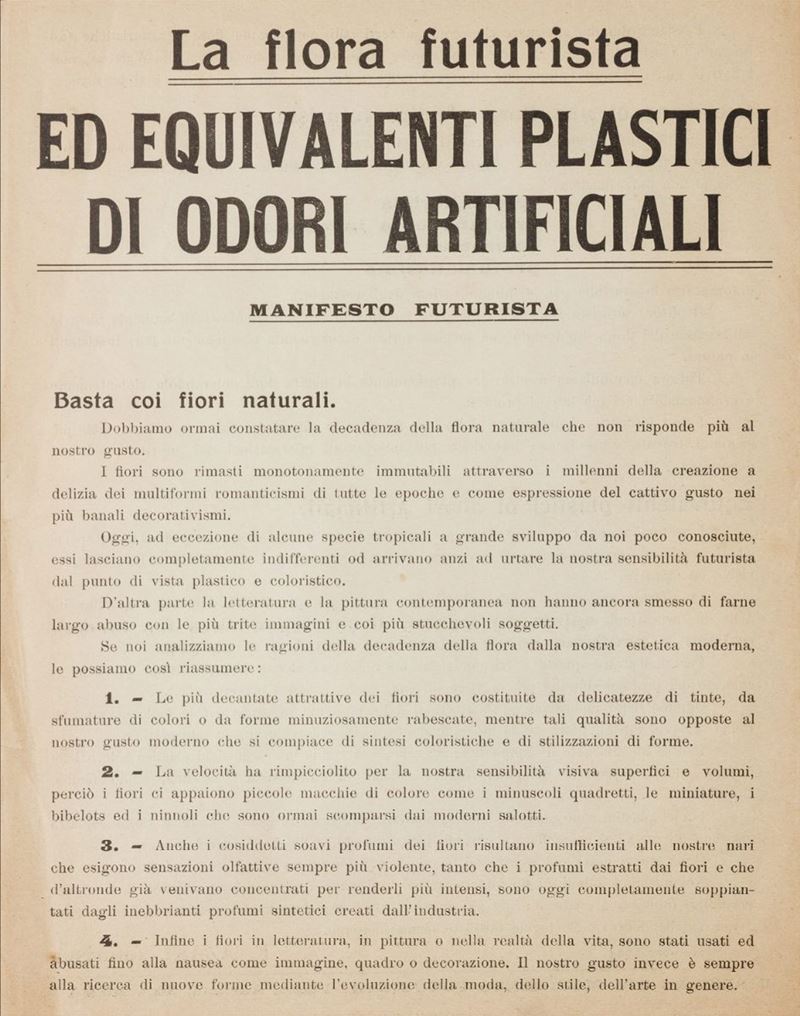 La flora futurista
ED EQUIVALENTI PLASTICI
DI ODORI ARTIFICIALI
MANIFESTO FUTURISTA
Basta coi fiori naturali.
Dobbiamo ormai constatare la decadenza della flora naturale che non risponde più al
nostro gusto.
I fiori sono rimasti monotonamente immutabili attraverso i millenni della creazione a
delizia dei multiformi romanticismi di tutte le epoche e come espressione del cattivo gusto nei
più banali decorativismi.
Oggi, ad eccezione di alcune specie tropicali a grande sviluppo da noi poco conosciute,
essi lasciano completamente indifferenti od arrivano anzi ad urtare la nostra sensibilità futurista
dal punto di vista plastico e coloristico.
D'altra parte la letteratura e la pittura contemporanea non hanno ancora smesso di farne
largo abuso con le più trite immagini e coi più stucchevoli soggetti.
Se noi analizziamo le ragioni della decadenza della flora dalla nostra estetica moderna,
le possiamo così riassumere:
1. — Le più decantate attrattive dei fiori sono costituite da delicatezze di tinte, da
sfumature di colori o da forme minuziosamente rabescate, mentre tali qualità sono opposte al
nostro gusto moderno che si compiace di sintesi coloristiche e di stilizzazioni di forme.
2. — La velocità ha rimpicciolito per la nostra sensibilità visiva superfici e volumi,
perciò i fiori ci appaiono piccole macchie di colore come i minuscoli quadretti, le miniature, i
bibelots ed i ninnoli che sono ormai scomparsi dai moderni salotti.
3. — Anche i cosiddetti soavi profumi dei fiori risultano insufficienti alle nostre nari
che esigono sensazioni olfattive sempre più violente, tanto che i profumi estratti dai fiori e che
d'altronde già venivano concentrati per renderli più intensi, sono oggi completamente soppian-
tati dagli inebbrianti profumi sintetici creati dall'industria.
4. — Infine i fiori in letteratura, in pittura o nella realtà della vita, sono stati usati ed
abusati fino alla nausea come immagine, quadro o decorazione. Il nostro gusto invece è sempre
alla ricerca di nuove forme mediante l'evoluzione della moda, dello stile, dell'arte in genere.